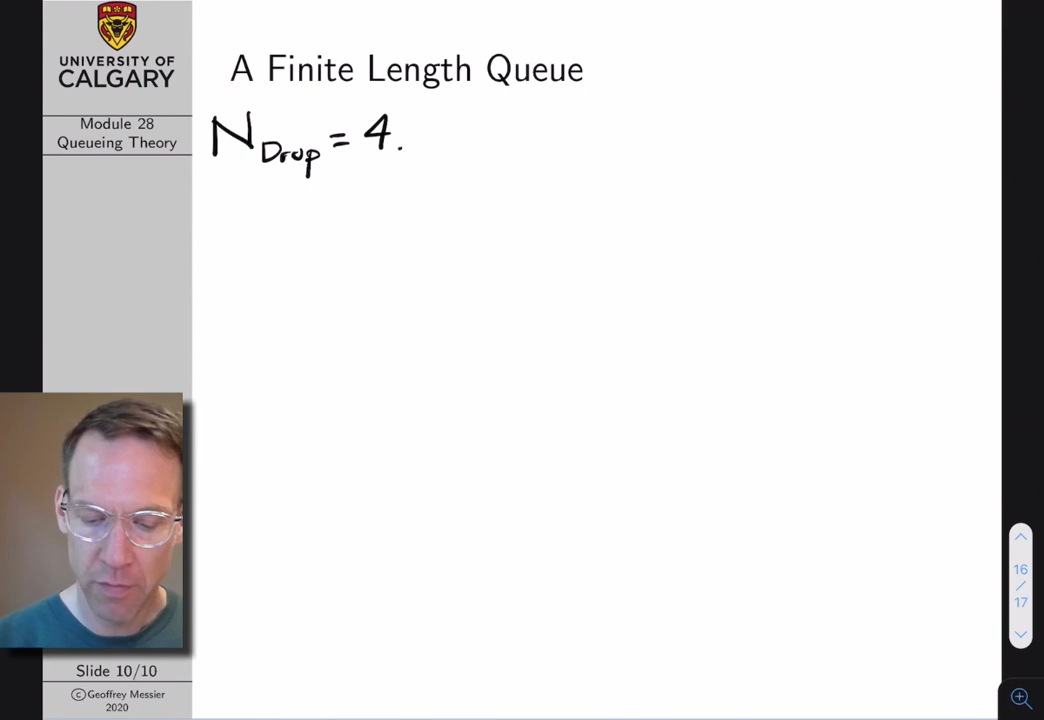 UNIVERSITY OF
CALGARY
Module 28
Queueing Theory
A Finite Length Queue
N Drop = 4.
16
/
17
Slide 10/10
© Geoffrey Messier
2020